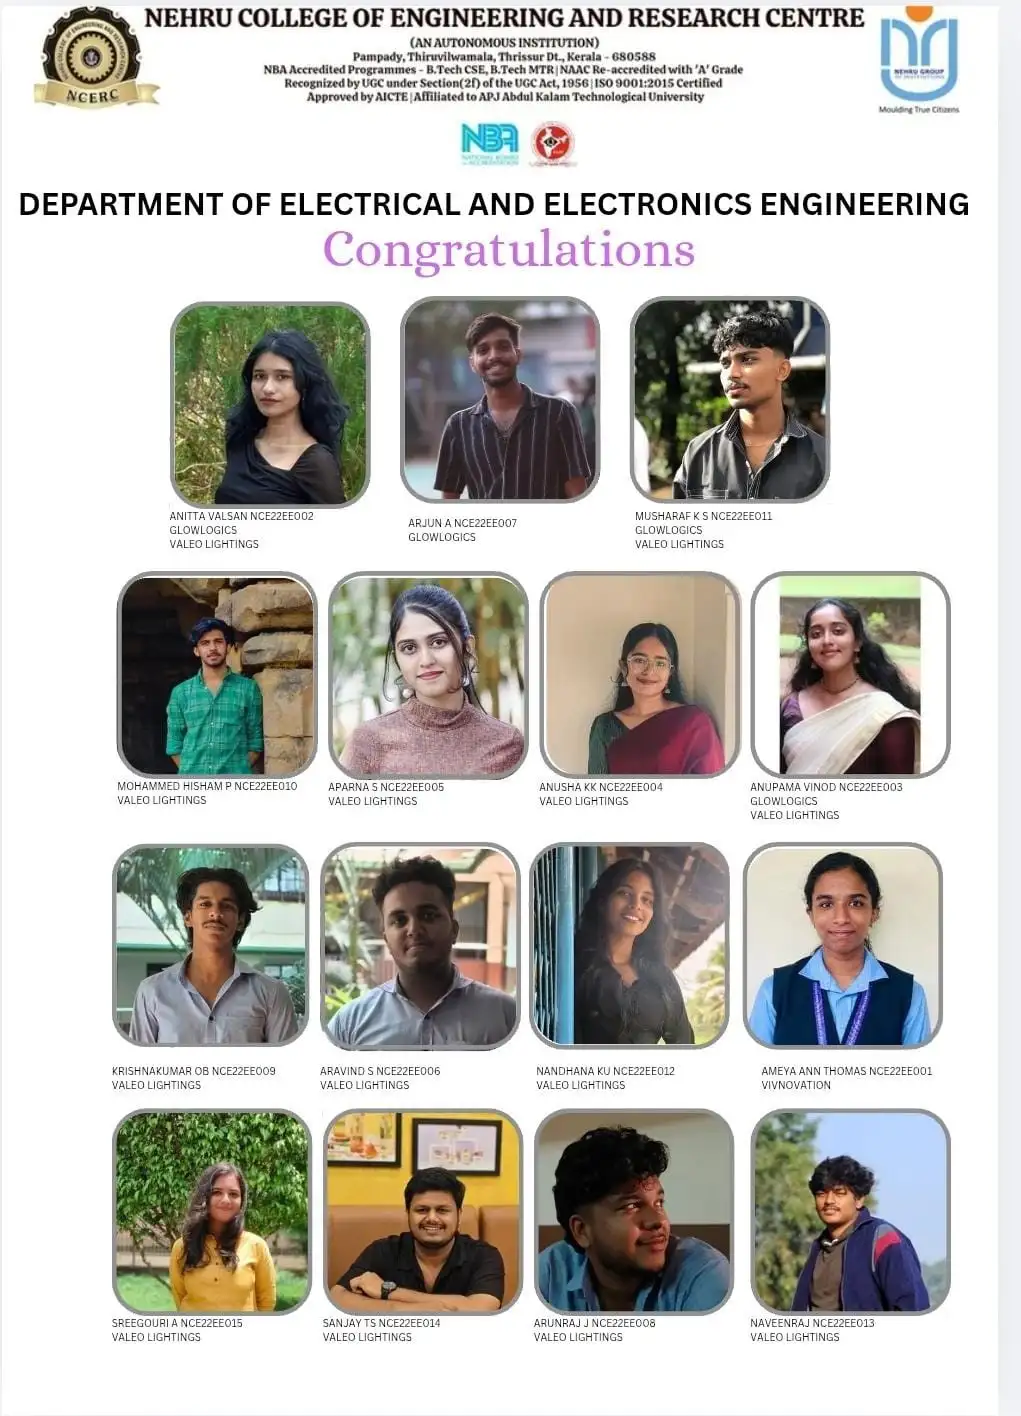 NEHRU COLLEGE OF ENGINEERING AND RESEARCH CENTRE
(AN AUTONOMOUS INSTITUTION)
Pampady, Thiruvilwamala, Thrissur Dt., Kerala - 680588
NBA Accredited Programmes - B.Tech CSE, B.Tech MTR | NAAC Re-accredited with 'A' Grade
Recognized by UGC under Section(2f) of the UGC Act, 1956 | ISO 9001:2015 Certified
Approved by AICTE | Affiliated to APJ Abdul Kalam Technological University
NCERC
NEHRU GROUP
OF INSTITUTIONS
Moulding True Citizens
NBA
NATIONAL BOARD
DEPARTMENT OF ELECTRICAL AND ELECTRONICS ENGINEERING
Congratulations
ANITTA VALSAN NCE22EE002
GLOWLOGICS
VALEO LIGHTINGS
ARJUN A NCE22EE007
GLOWLOGICS
MUSHARAF K S NCE22EE011
GLOWLOGICS
VALEO LIGHTINGS
MOHAMMED HISHAM P NCE22EE010
VALEO LIGHTINGS
APARNA S NCE22EE005
VALEO LIGHTINGS
ANUSHA KK NCE22EE004
VALEO LIGHTINGS
ANUPAMA VINOD NCE22EE003
GLOWLOGICS
VALEO LIGHTINGS
KRISHNAKUMAR OB NCE22EE009
VALEO LIGHTINGS
ARAVIND S NCE22EE006
VALEO LIGHTINGS
NANDHANA KU NCE22EE012
VALEO LIGHTINGS
AMEYA ANN THOMAS NCE22EE001
VIVNOVATION
SREEGOURI A NCE22EE015
VALEO LIGHTINGS
SANJAY TS NCE22EE014
VALEO LIGHTINGS
ARUNRAJ J NCE22EE008
VALEO LIGHTINGS
NAVEENRAJ NCE22EE013
VALEO LIGHTINGS